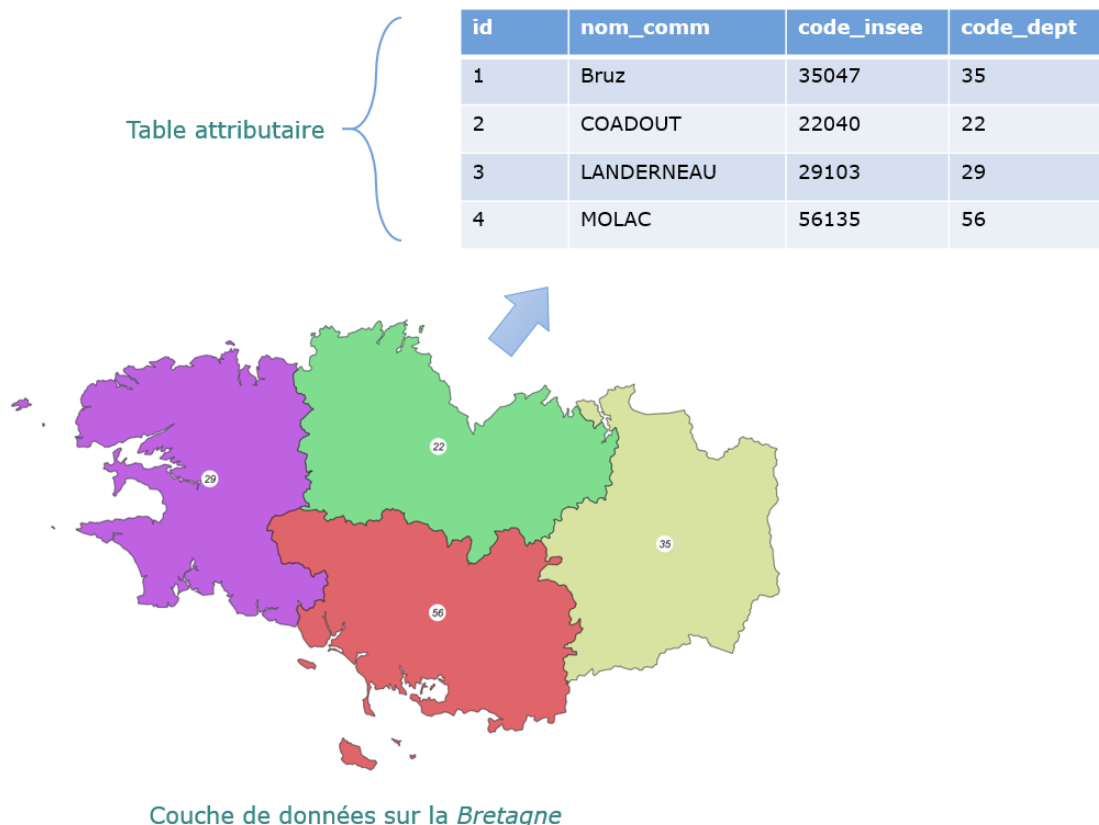 id nom_comm code_insee code_dept
1 Bruz 35047 35
2 COADOUT 22040 22
3 LANDERNEAU 29103 29
4 MOLAC 56135 56
Table attributaire
22
29
35
56
Couche de données sur la Bretagne